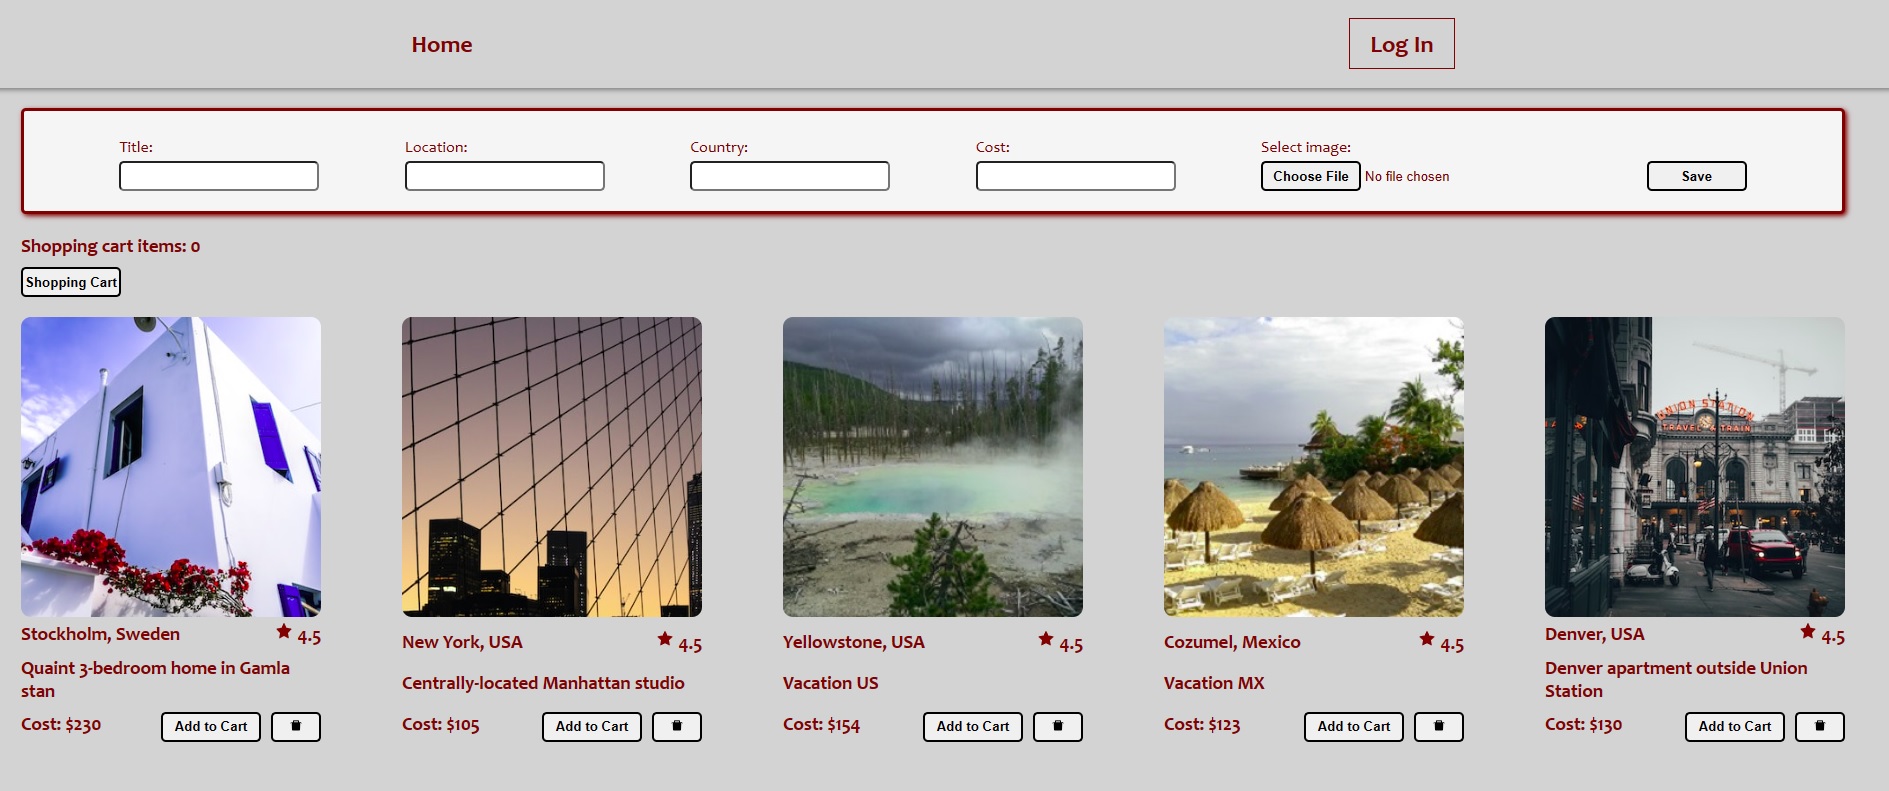 Home
Log In
Title:
Location:
Country:
Cost:
Select image:
Choose File No file chosen
Save
Shopping cart items: 0
Shopping Cart
UNION STATION
TRAVEL by TRAIN
Stockholm, Sweden 4.5
Quaint 3-bedroom home in Gamla
stan
Cost: $230 Add to Cart
New York, USA 4.5
Centrally-located Manhattan studio
Cost: $105 Add to Cart
Yellowstone, USA 4.5
Vacation US
Cost: $154 Add to Cart
Cozumel, Mexico 4.5
Vacation MX
Cost: $123 Add to Cart
Denver, USA 4.5
Denver apartment outside Union
Station
Cost: $130 Add to Cart